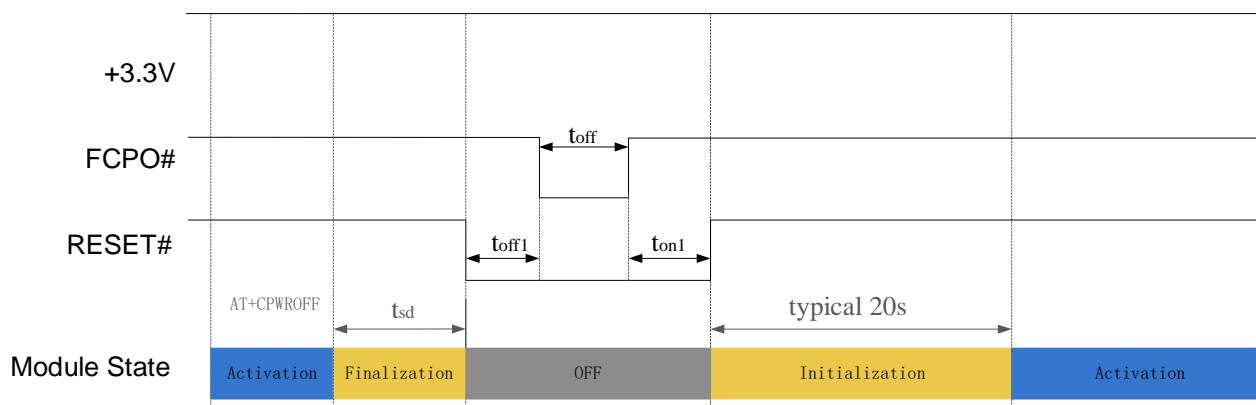 +3.3V
FCPO#
toff
RESET#
toff1
ton1
AT+CPWROFF
tsd
typical 20s
Module State
Activation
Finalization
OFF
Initialization
Activation